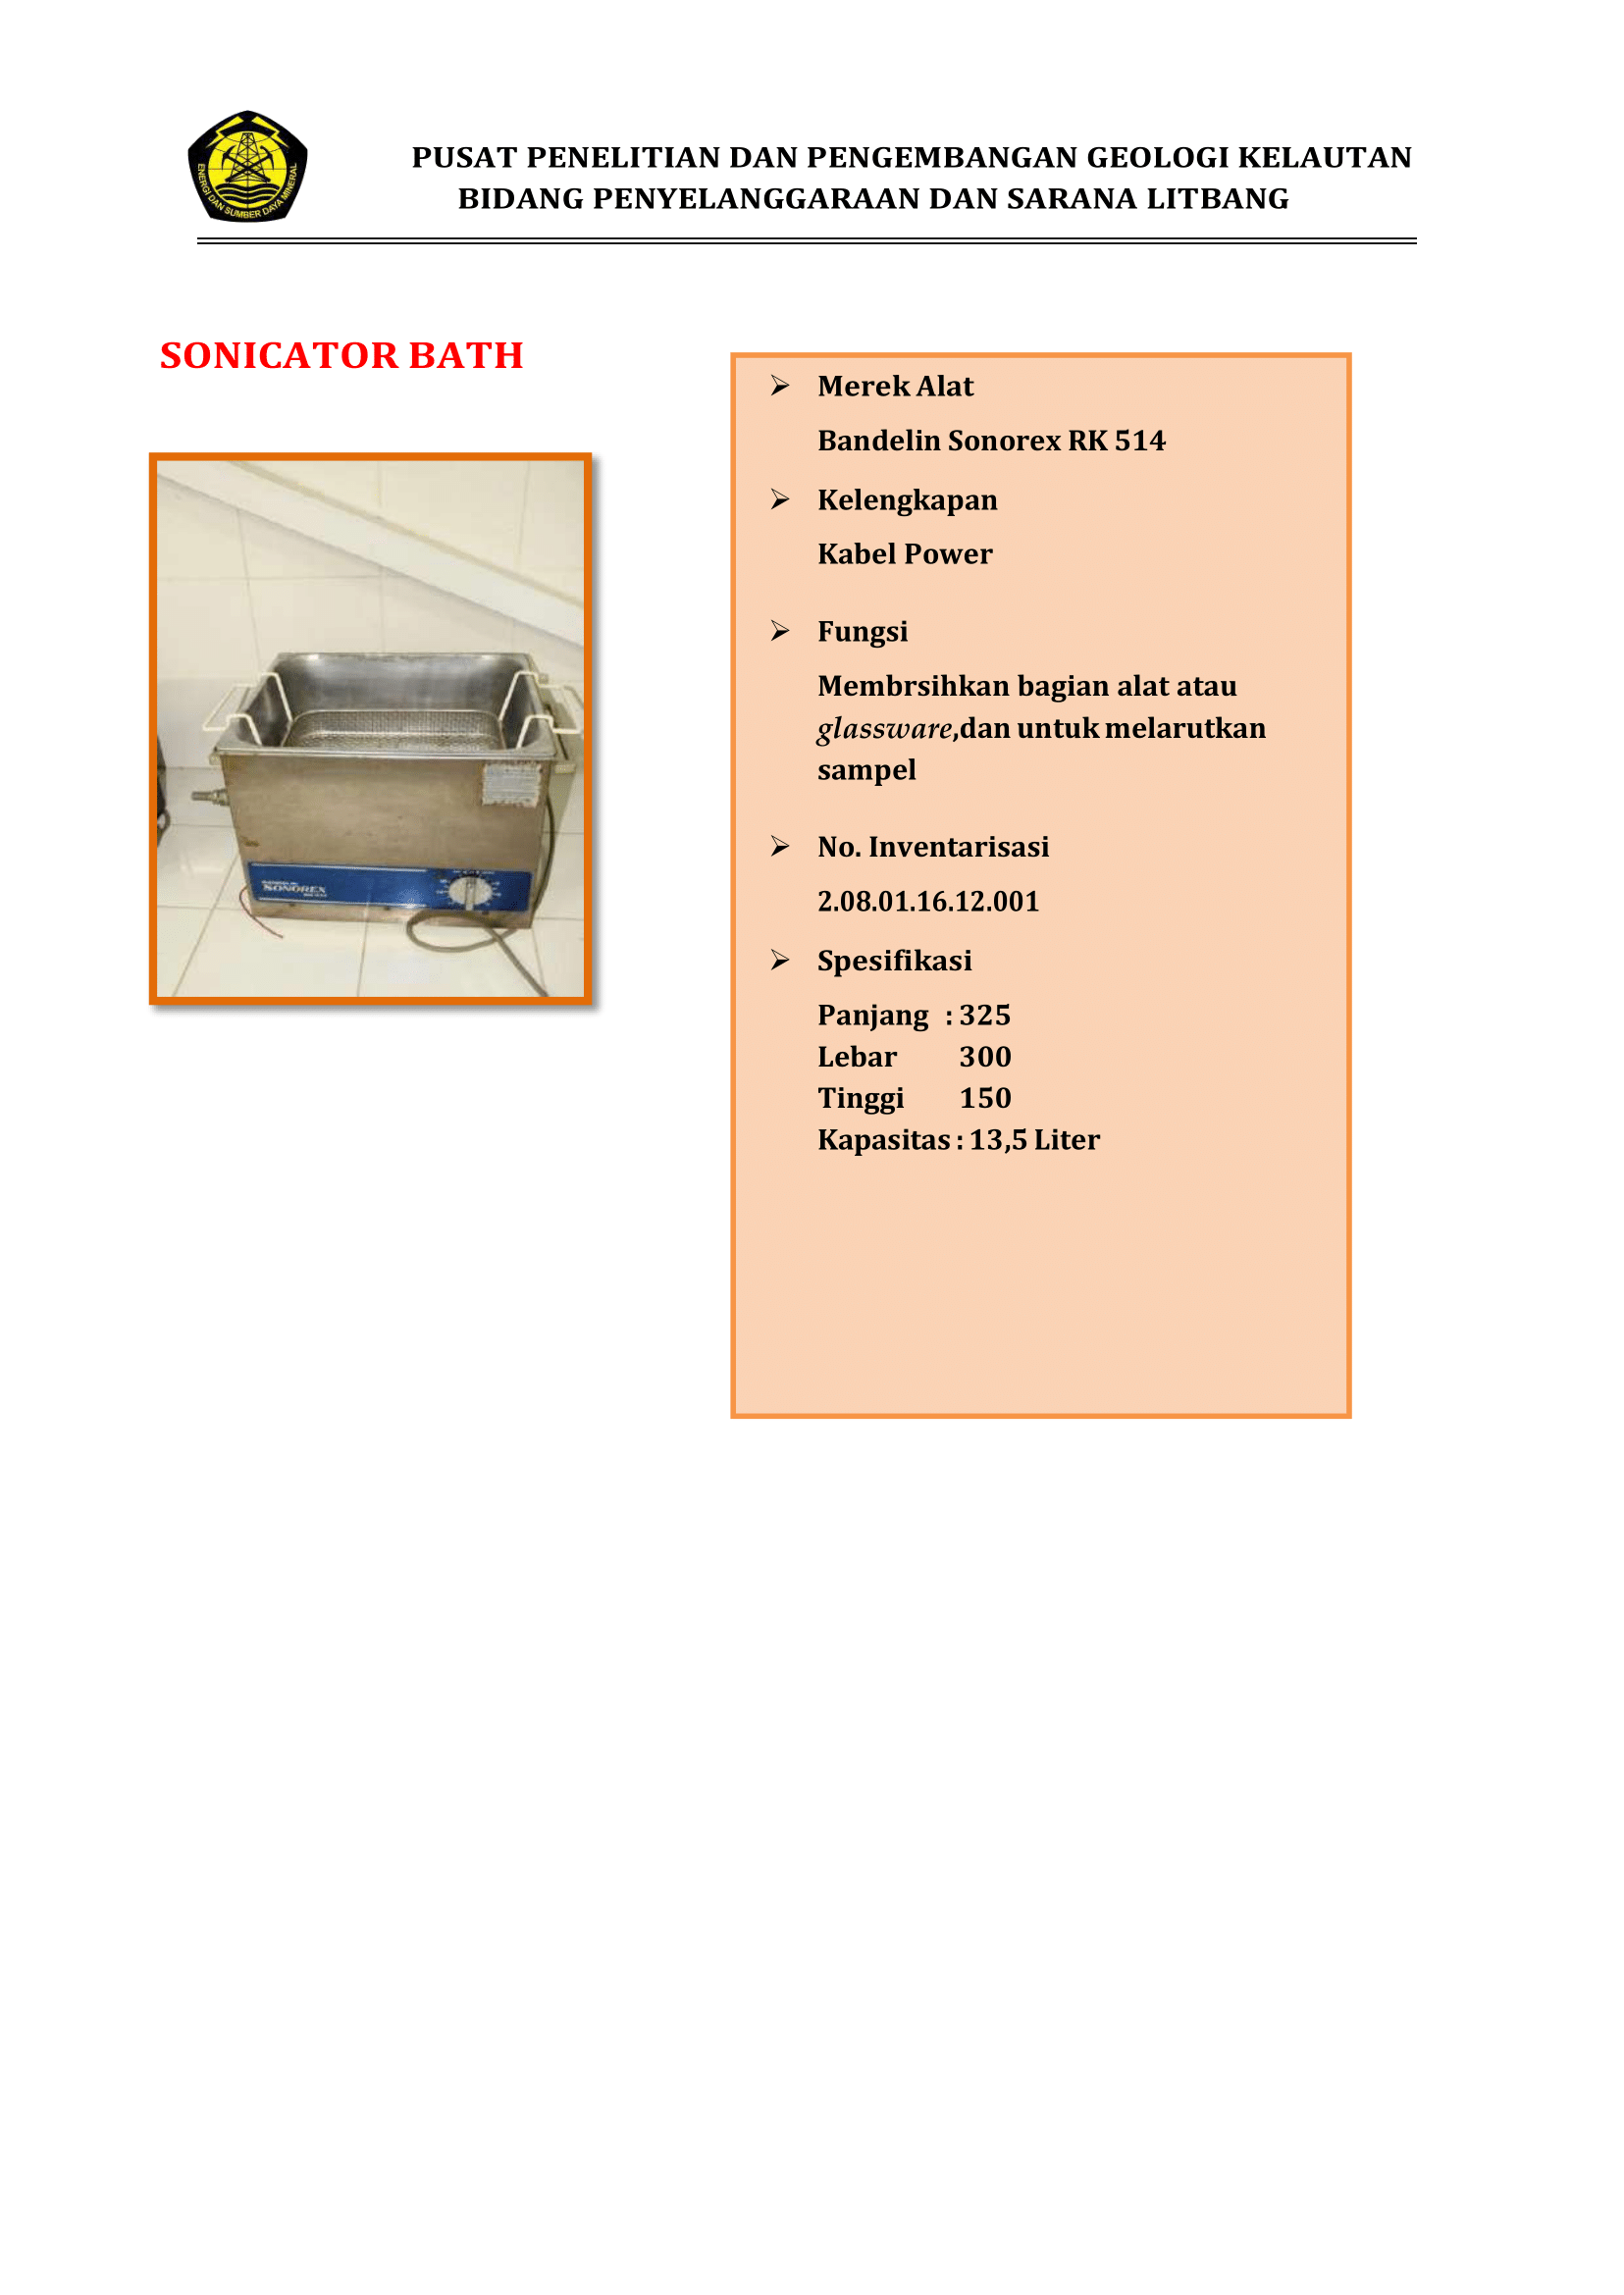 ENERGI DAN SUMBER DAYA MINERAL
PUSAT PENELITIAN DAN PENGEMBANGAN GEOLOGI KELAUTAN
BIDANG PENYELANGGARAAN DAN SARANA LITBANG
SONICATOR BATH
SONOREX
Merek Alat
Bandelin Sonorex RK 514
Kelengkapan
Kabel Power
Fungsi
Membrsihkan bagian alat atau
glassware,dan untuk melarutkan
sampel
No. Inventarisasi
2.08.01.16.12.001
Spesifikasi
Panjang : 325
Lebar 300
Tinggi 150
Kapasitas : 13,5 Liter